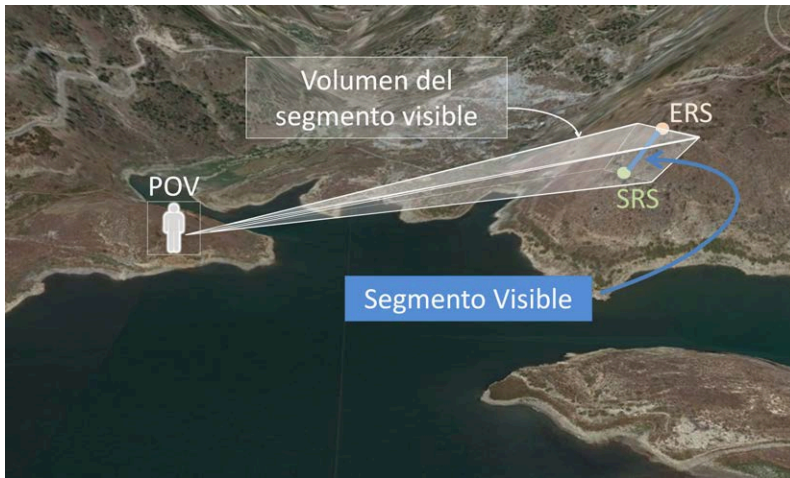 Volumen del
segmento visible
ERS
POV
SRS
Segmento Visible